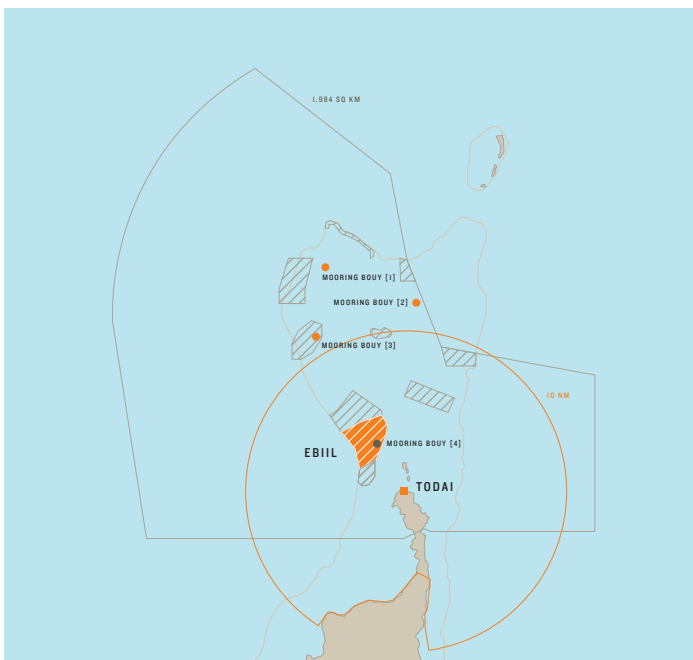 1,984 SQ KM
MOORING BOUY [1]
MOORING BOUY [2]
MOORING BOUY [3]
10 NM
MOORING BOUY [4]
EBIIL
TODAI